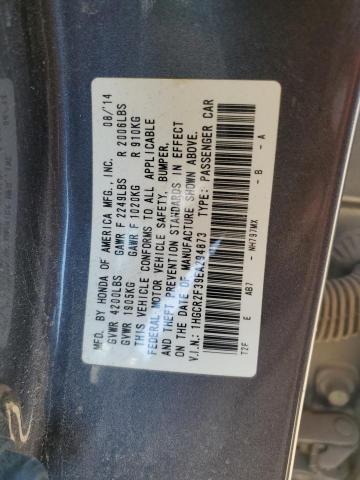 MFD. BY HONDA OF AMERICA MFG., INC. 08/14
GVWR 4200LBS GAWR F 2249LBS R 2006LBS
GVWR 1905KG GAWR F 1020KG R 910KG
THIS VEHICLE CONFORMS TO ALL APPLICABLE
FEDERAL MOTOR VEHICLE SAFETY, BUMPER,
AND THEFT PREVENTION STANDARDS IN EFFECT
ON THE DATE OF MANUFACTURE SHOWN ABOVE.
V.I.N.: 1HGCR2F39EA294873 TYPE: PASSENGER CAR
T2F E AB7 - NH797MX - B - A